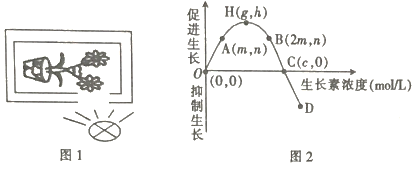 促进生长
抑制生长
H(g,h)
A(m,n)
B(2m,n)
C(c,0)
O
(0,0)
生长素浓度(mol/L)
D
图1
图2